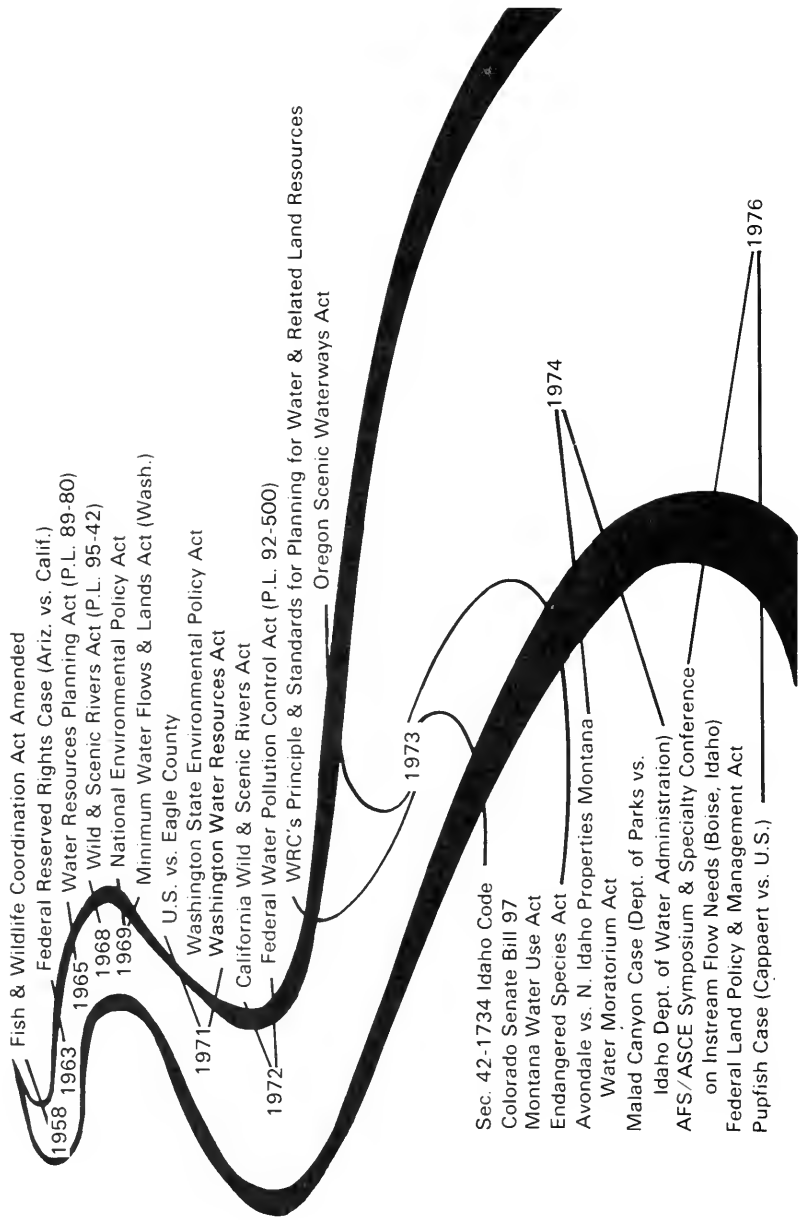 Fish & Wildlife Coordination Act Amended
1958
Federal Reserved Rights Case (Ariz. vs. Calif.)
1963
Water Resources Planning Act (P.L. 89-80)
1965
Wild & Scenic Rivers Act (P.L. 95-42)
1968
National Environmental Policy Act
1969
Minimum Water Flows & Lands Act (Wash.)
U.S. vs. Eagle County
Washington State Environmental Policy Act
1971
Washington Water Resources Act
California Wild & Scenic Rivers Act
1972
Federal Water Pollution Control Act (P.L. 92-500)
WRC's Principle & Standards for Planning for Water & Related Land Resources
Oregon Scenic Waterways Act
1973
Sec. 42-1734 Idaho Code
Colorado Senate Bill 97
Montana Water Use Act
Endangered Species Act
1974
Avondale vs. N. Idaho Properties Montana
Water Moratorium Act
Malad Canyon Case (Dept. of Parks vs.
Idaho Dept. of Water Administration)
AFS/ASCE Symposium & Specialty Conference
on Instream Flow Needs (Boise, Idaho)
Federal Land Policy & Management Act
Pupfish Case (Cappaert vs. U.S.)
1976